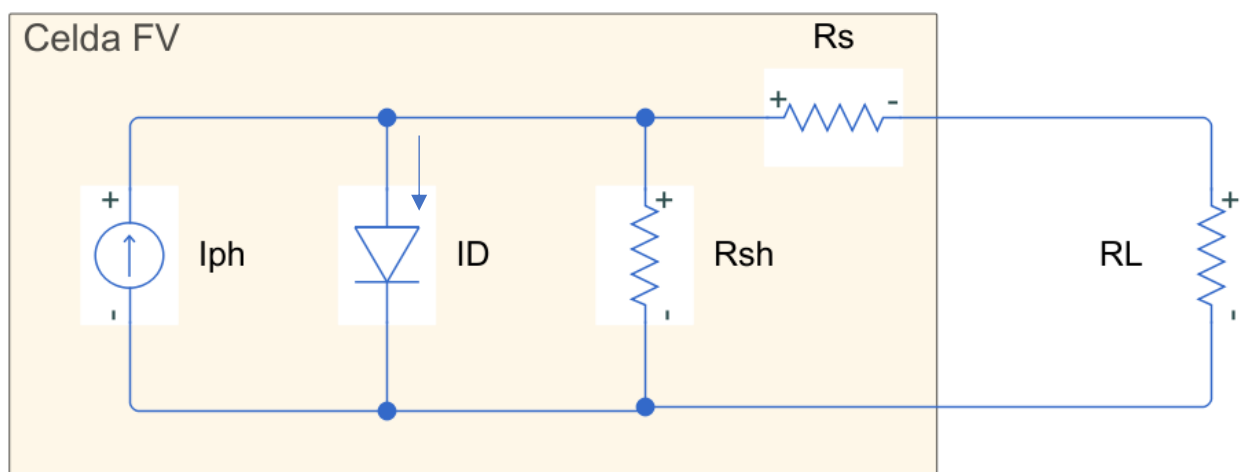 Celda FV
Rs
+ -
+ + +
Iph ID Rsh RL
- - -